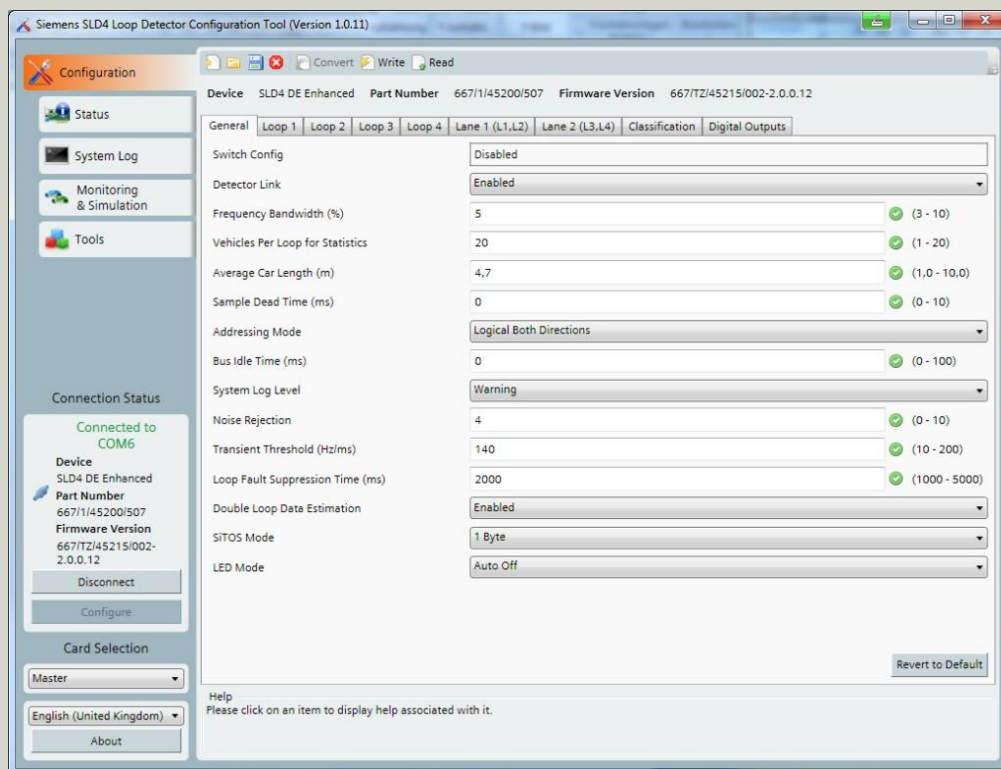 Siemens SLD4 Loop Detector Configuration Tool (Version 1.0.11)
Configuration
Status
System Log
Monitoring
& Simulation
Tools
Connection Status
Connected to
COM6
Device
SLD4 DE Enhanced
Part Number
667/1/45200/507
Firmware Version
667/TZ/45215/002-
2.0.0.12
Disconnect
Configure
Card Selection
Master
English (United Kingdom)
About
Convert Write Read
Device SLD4 DE Enhanced Part Number 667/1/45200/507 Firmware Version 667/TZ/45215/002-2.0.0.12
General Loop 1 Loop 2 Loop 3 Loop 4 Lane 1 (L1,L2) Lane 2 (L3,L4) Classification Digital Outputs
Switch Config Disabled
Detector Link Enabled
Frequency Bandwidth (%) 5 (3 - 10)
Vehicles Per Loop for Statistics 20 (1 - 20)
Average Car Length (m) 4,7 (1,0 - 10,0)
Sample Dead Time (ms) 0 (0 - 10)
Addressing Mode Logical Both Directions
Bus Idle Time (ms) 0 (0 - 100)
System Log Level Warning
Noise Rejection 4 (0 - 10)
Transient Threshold (Hz/ms) 140 (10 - 200)
Loop Fault Suppression Time (ms) 2000 (1000 - 5000)
Double Loop Data Estimation Enabled
SiTOS Mode 1 Byte
LED Mode Auto Off
Revert to Default
Help
Please click on an item to display help associated with it.